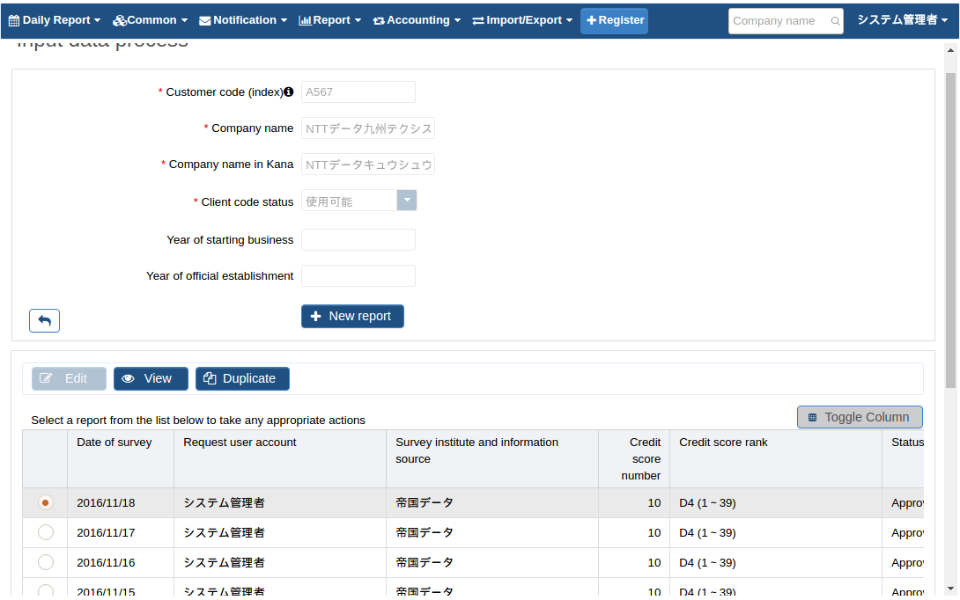 Daily Report Common Notification Report Accounting Import/Export Register Company name システム管理者
Input data process
* Customer code (index) A567
* Company name NTTデータ九州テクシス
* Company name in Kana NTTデータキュウシュウ
* Client code status 使用可能
Year of starting business
Year of official establishment
New report
Edit View Duplicate
Select a report from the list below to take any appropriate actions
Toggle Column
Date of survey Request user account Survey institute and information source Credit score number Credit score rank Status
2016/11/18 システム管理者 帝国データ 10 D4 (1 ~ 39) Approv
2016/11/17 システム管理者 帝国データ 10 D4 (1 ~ 39) Approv
2016/11/16 システム管理者 帝国データ 10 D4 (1 ~ 39) Approv
2016/11/15 システム管理者 帝国データ 10 D4 (1 ~ 39) Approv